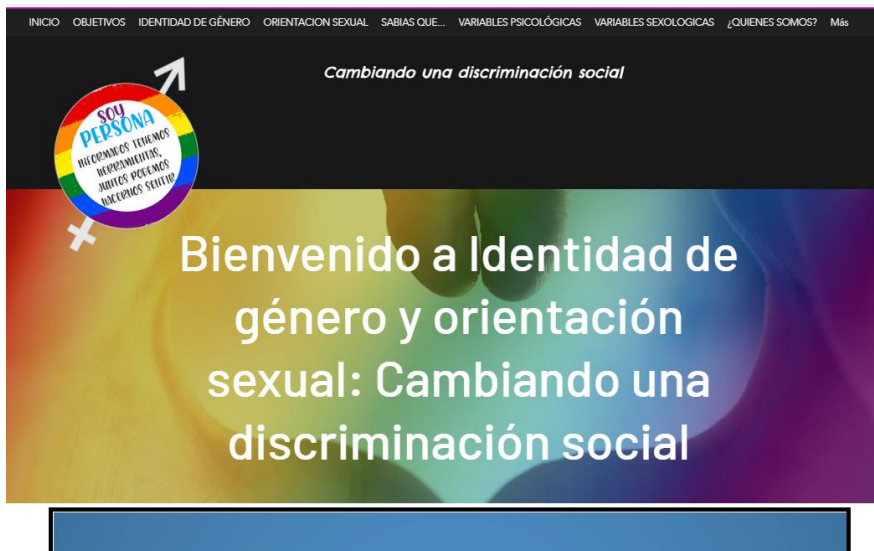 INICIO OBJETIVOS IDENTIDAD DE GÉNERO ORIENTACION SEXUAL SABIAS QUE... VARIABLES PSICOLÓGICAS VARIABLES SEXOLOGICAS ¿QUIENES SOMOS? Más
Cambiando una discriminación social
SOY
PERSONA
INFORMADOS TENEMOS
HERRAMIENTAS,
JUNTOS PODEMOS
HACERNOS SENTIR
Bienvenido a Identidad de
género y orientación
sexual: Cambiando una
discriminación social